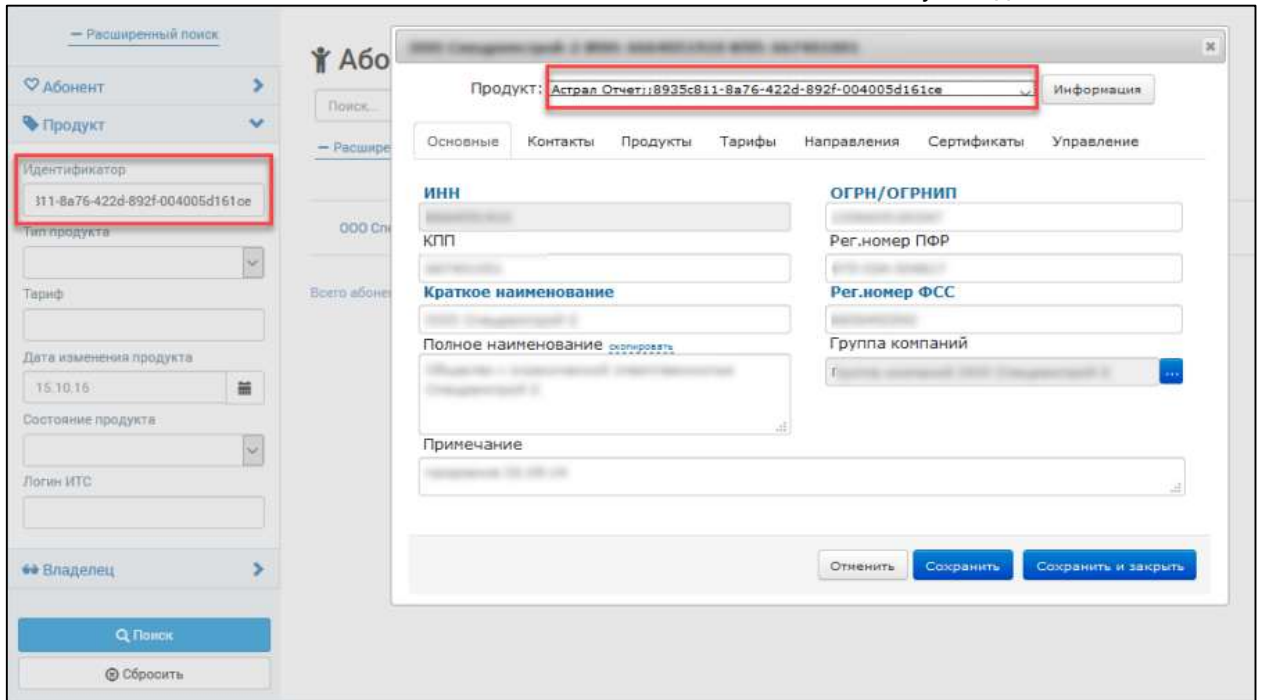 Расширенный поиск
Абонент
Продукт
Идентификатор
311-8a76-422d-892f-004005d161ce
Тип продукта
Тариф
Дата изменения продукта
15.10.16
Состояние продукта
Логин ИТС
Владелец
Поиск
Сбросить
Або
Поиск...
Расшире
ООО Спе
Всего абонен
Продукт: Астрал Отчет;;8935c811-8a76-422d-892f-004005d161ce Информация
Основные Контакты Продукты Тарифы Направления Сертификаты Управление
ИНН ОГРН/ОГРНИП
КПП Рег.номер ПФР
Краткое наименование Рег.номер ФСС
Полное наименование скопировать Группа компаний
Примечание
Отменить Сохранить Сохранить и закрыть